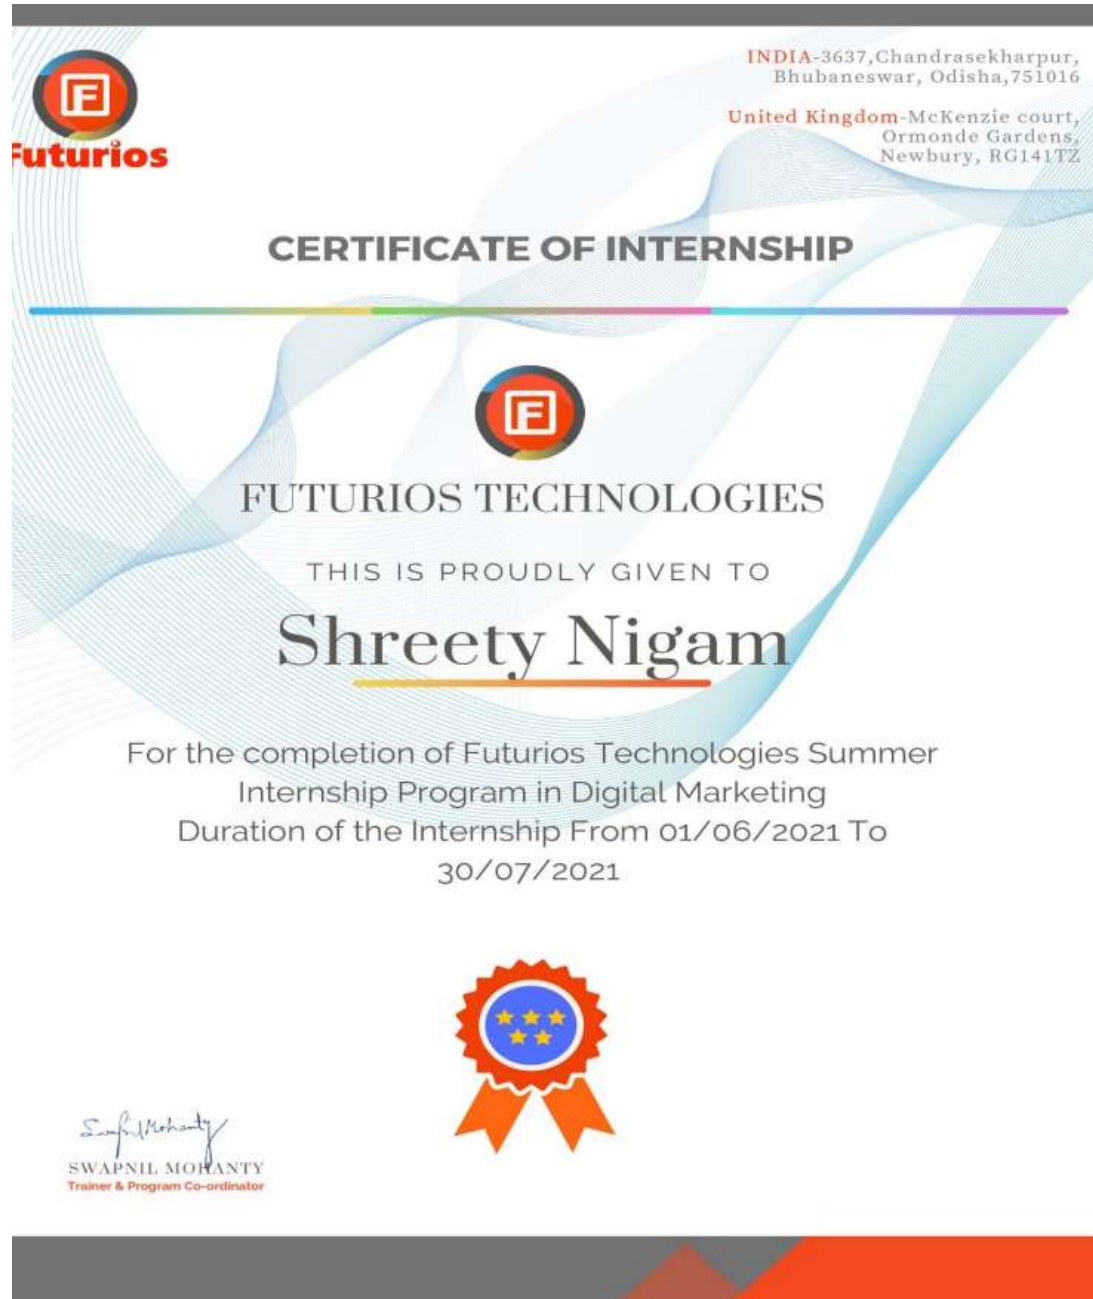 F
Futurios
INDIA-3637,Chandrasekharpur,
Bhubaneswar, Odisha,751016
United Kingdom-McKenzie court,
Ormonde Gardens,
Newbury, RG141TZ
CERTIFICATE OF INTERNSHIP
F
FUTURIOS TECHNOLOGIES
THIS IS PROUDLY GIVEN TO
Shreety Nigam
For the completion of Futurios Technologies Summer
Internship Program in Digital Marketing
Duration of the Internship From 01/06/2021 To
30/07/2021
Swapnil Mohanty
SWAPNIL MOHANTY
Trainer & Program Co-ordinator